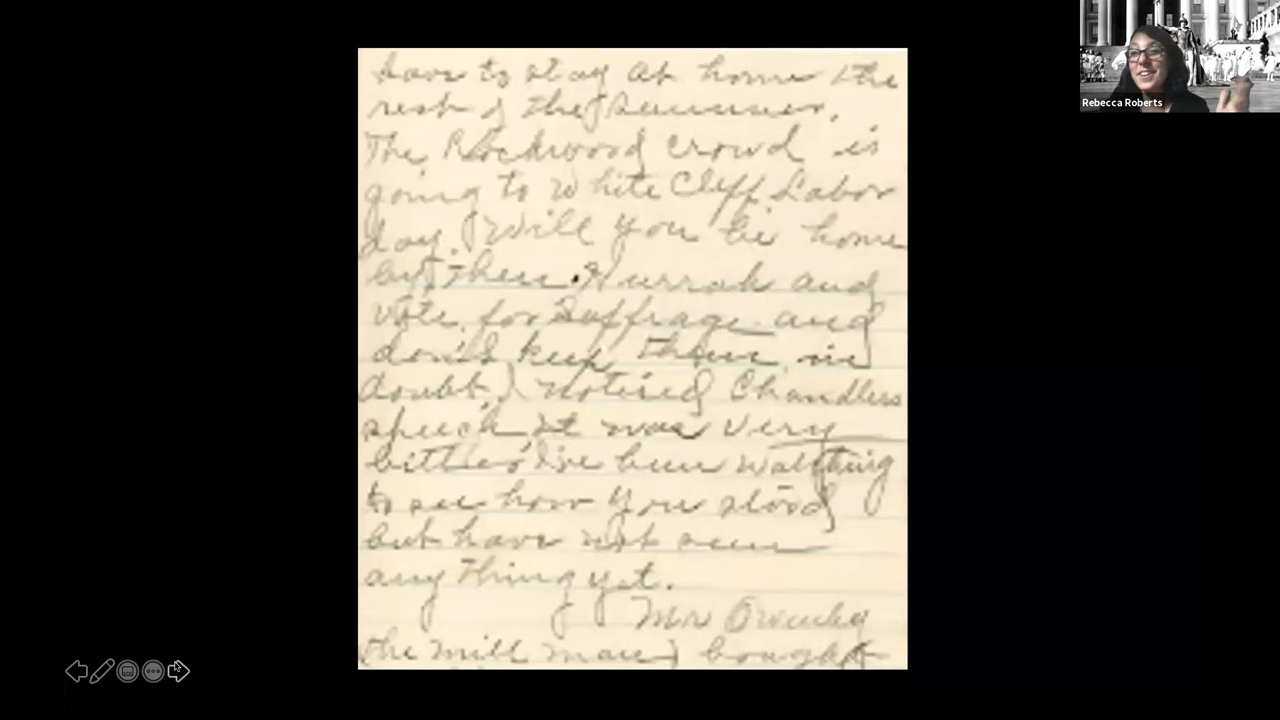 have to stay at home the
rest of the summer.
The Rockwood crowd is
going to White Cliff Labor
day. Will you be home
by then. Hurrah and
vote for Suffrage and
don't keep them in
doubt, I noticed Chandlers
speech, it was very
bitter. I've been watching
to see how you stood
but have not seen
any thing yet.
Mr
the mill man, bought
Rebecca Roberts